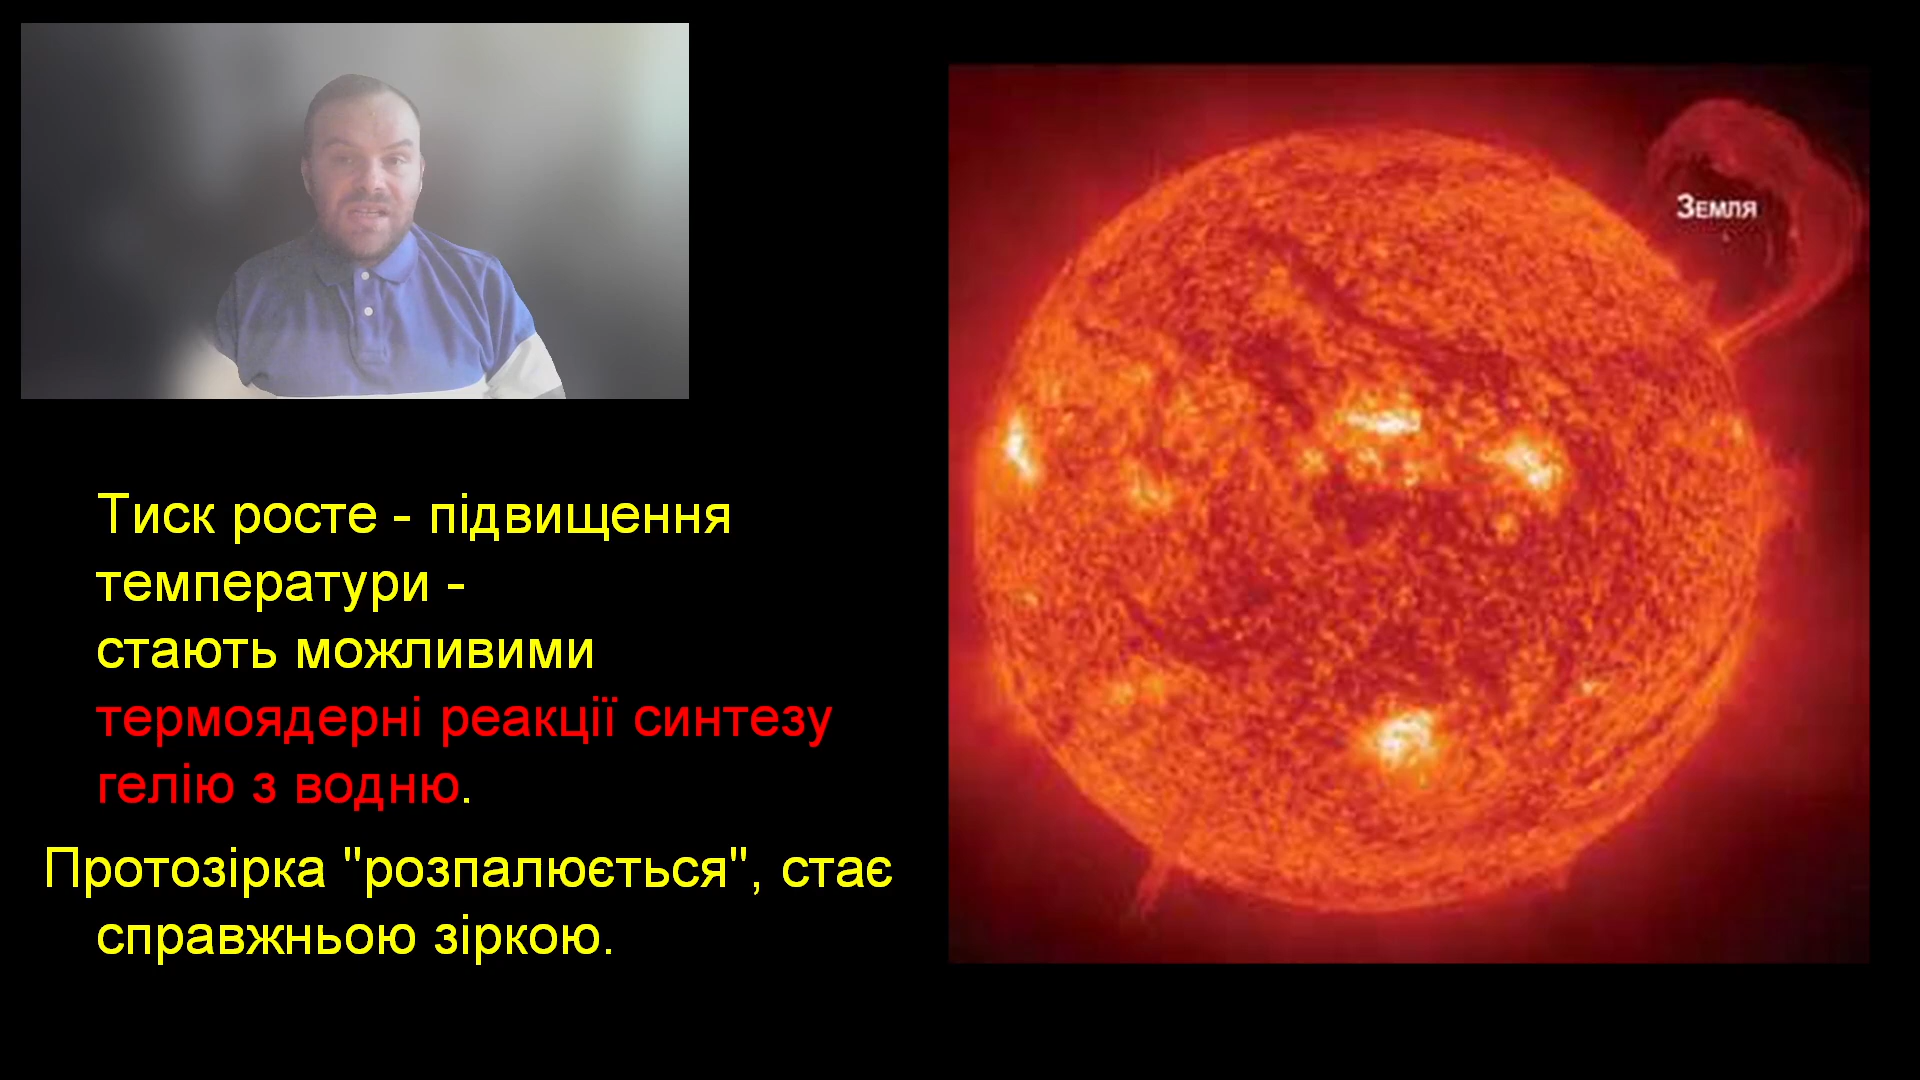 Земля
Тиск росте - підвищення
температури -
стають можливими
термоядерні реакції синтезу
гелію з водню.
Протозірка "розпалюється", стає
справжньою зіркою.